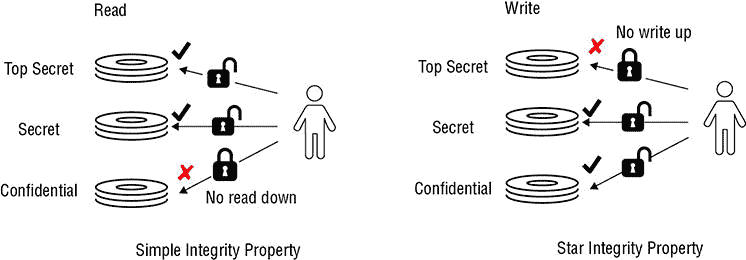 Read
Top Secret
Secret
Confidential
No read down
Simple Integrity Property
Write
No write up
Top Secret
Secret
Confidential
Star Integrity Property